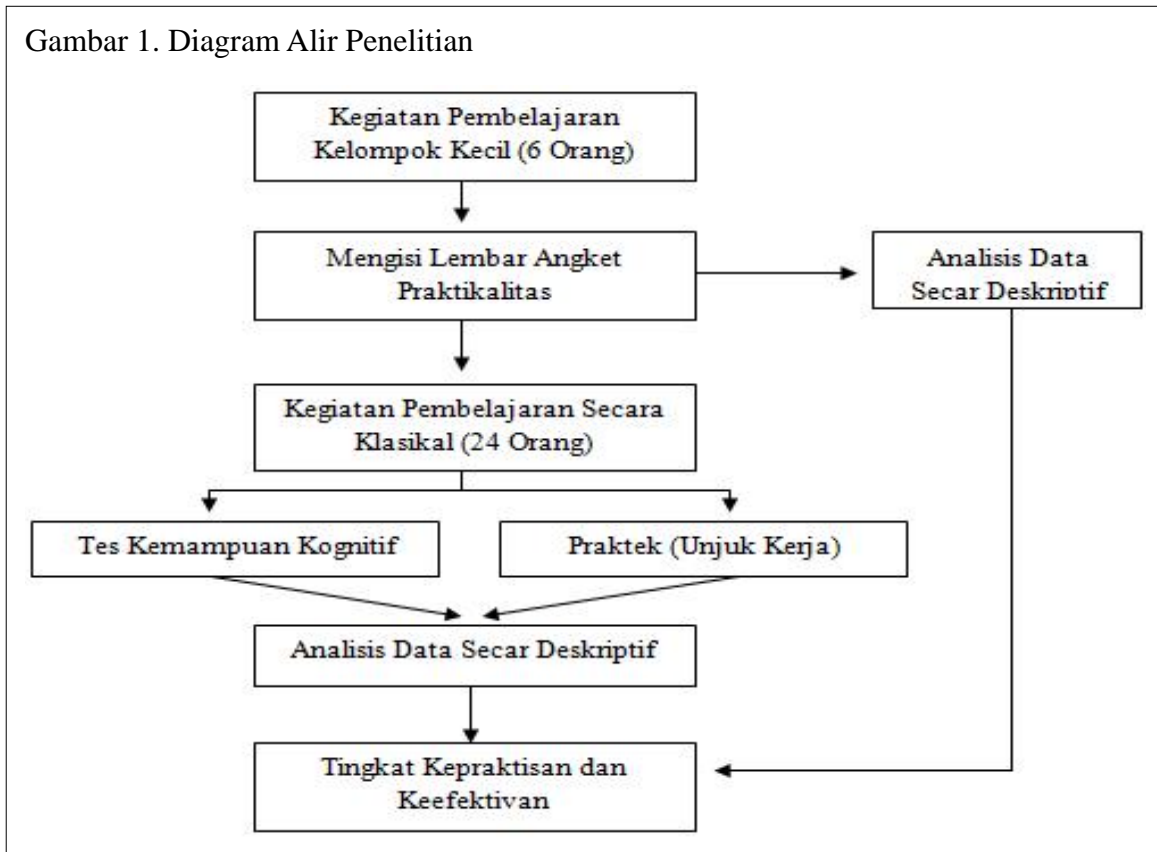 Gambar 1. Diagram Alir Penelitian
Kegiatan Pembelajaran
Kelompok Kecil (6 Orang)
Mengisi Lembar Angket
Praktikalitas
Analisis Data
Secar Deskriptif
Kegiatan Pembelajaran Secara
Klasikal (24 Orang)
Tes Kemampuan Kognitif
Praktek (Unjuk Kerja)
Analisis Data Secar Deskriptif
Tingkat Kepraktisan dan
Keefektivan